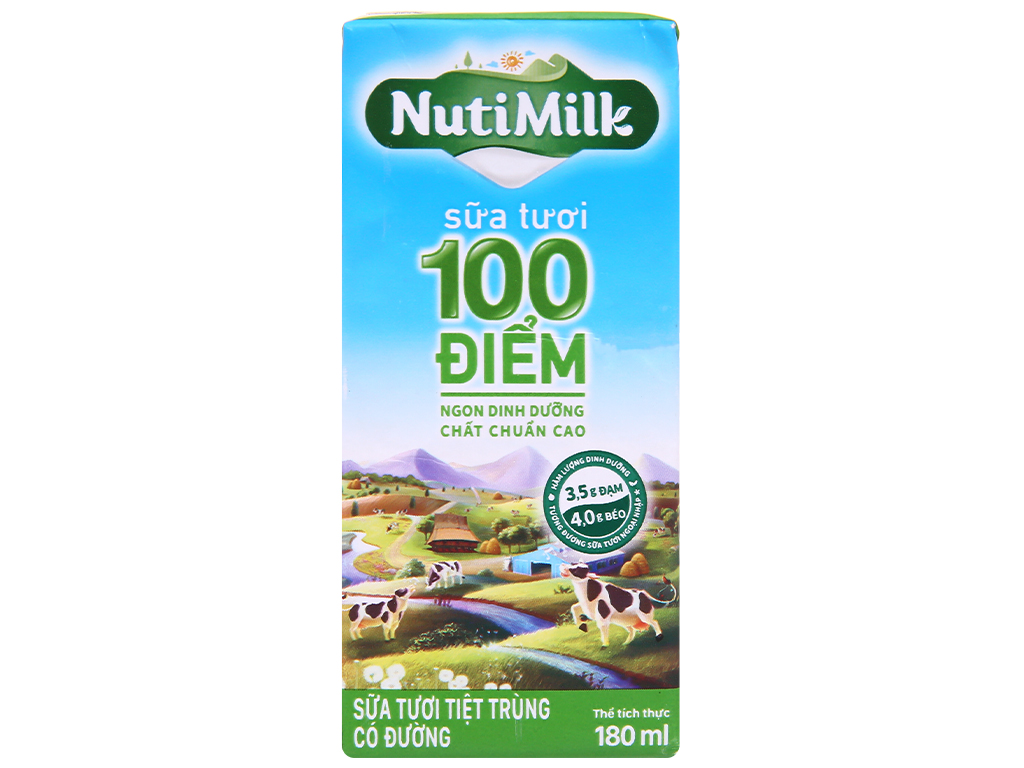 NutiMilk
sữa tươi
100
ĐIỂM
NGON DINH DƯỠNG
CHẤT CHUẨN CAO
HÀM LƯỢNG DINH DƯỠNG
3,5g ĐẠM
4,0g BÉO
TƯƠNG ĐƯƠNG SỮA TƯƠI NGOẠI NHẬP
SỮA TƯƠI TIỆT TRÙNG
CÓ ĐƯỜNG
Thể tích thực
180 ml